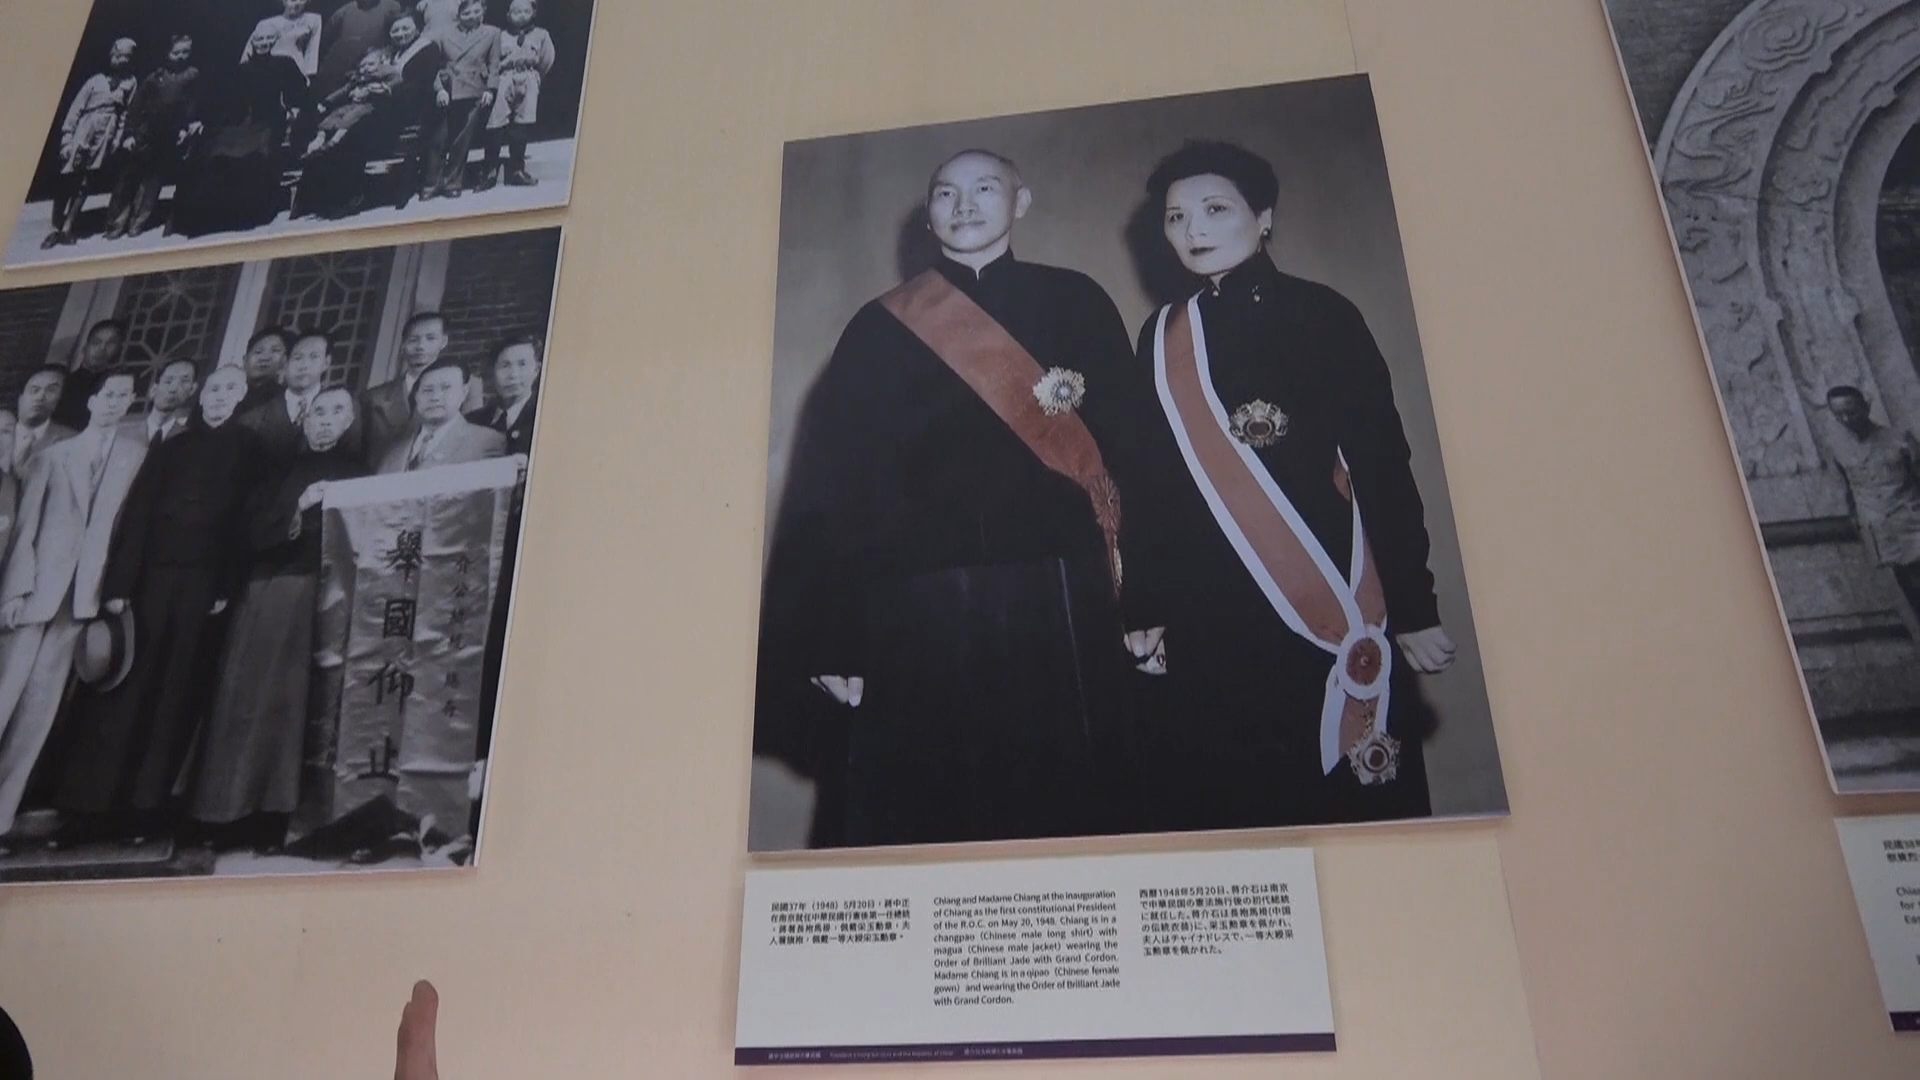 舉國仰止
民國37年（1948）5月20日，蔣中正
在南京就任中華民國行憲後第一任總統
，蔣著長袍馬褂，佩戴采玉勳章，夫
人著旗袍，佩戴一等大綬采玉勳章。
Chiang and Madame Chiang at the inauguration
of Chiang as the first constitutional President
of the R.O.C. on May 20, 1948. Chiang is in a
changpao（Chinese male long shirt）with
magua（Chinese male jacket）wearing the
Order of Brilliant Jade with Grand Cordon.
Madame Chiang is in a qipao（Chinese female
gown）and wearing the Order of Brilliant Jade
with Grand Cordon.
西暦1948年5月20日、蒋介石は南京
で中華民国の憲法施行後の初代総統
に就任した。蒋介石は長袍馬褂(中国
の伝統衣装)に、采玉勲章を佩かれ、
夫人はチャイナドレスで、一等大綬采
玉勲章を佩かれた。
民國38年
Chia
for
Eas